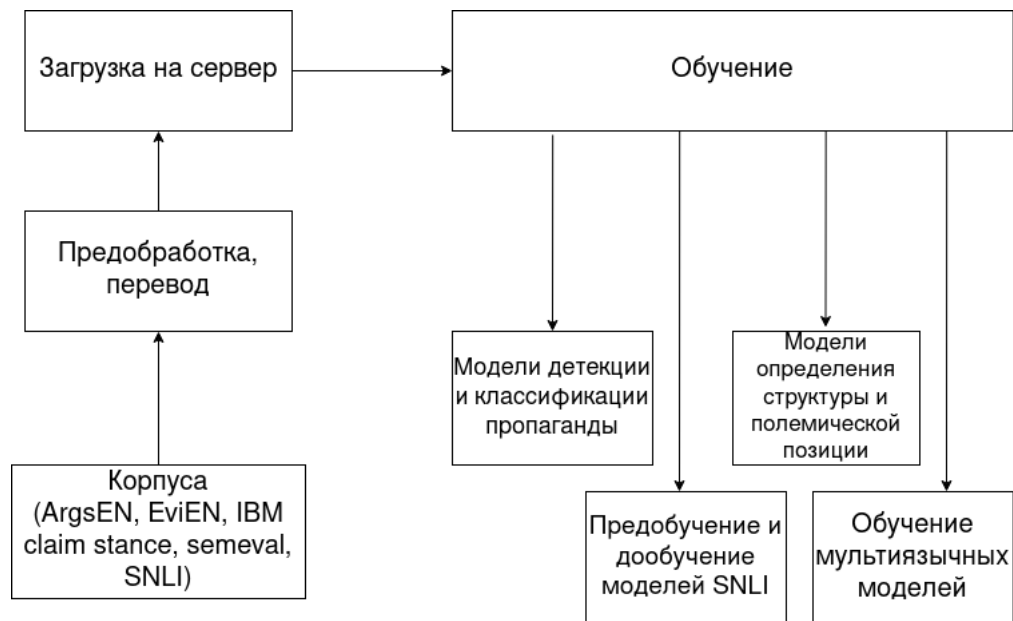 Загрузка на сервер
Обучение
Предобработка,
перевод
Модели детекции
и классификации
пропаганды
Модели
определения
структуры и
полемической
позиции
Корпуса
(ArgsEN, EviEN, IBM
claim stance, semeval,
SNLI)
Предобучение и
дообучение
моделей SNLI
Обучение
мультиязычных
моделей